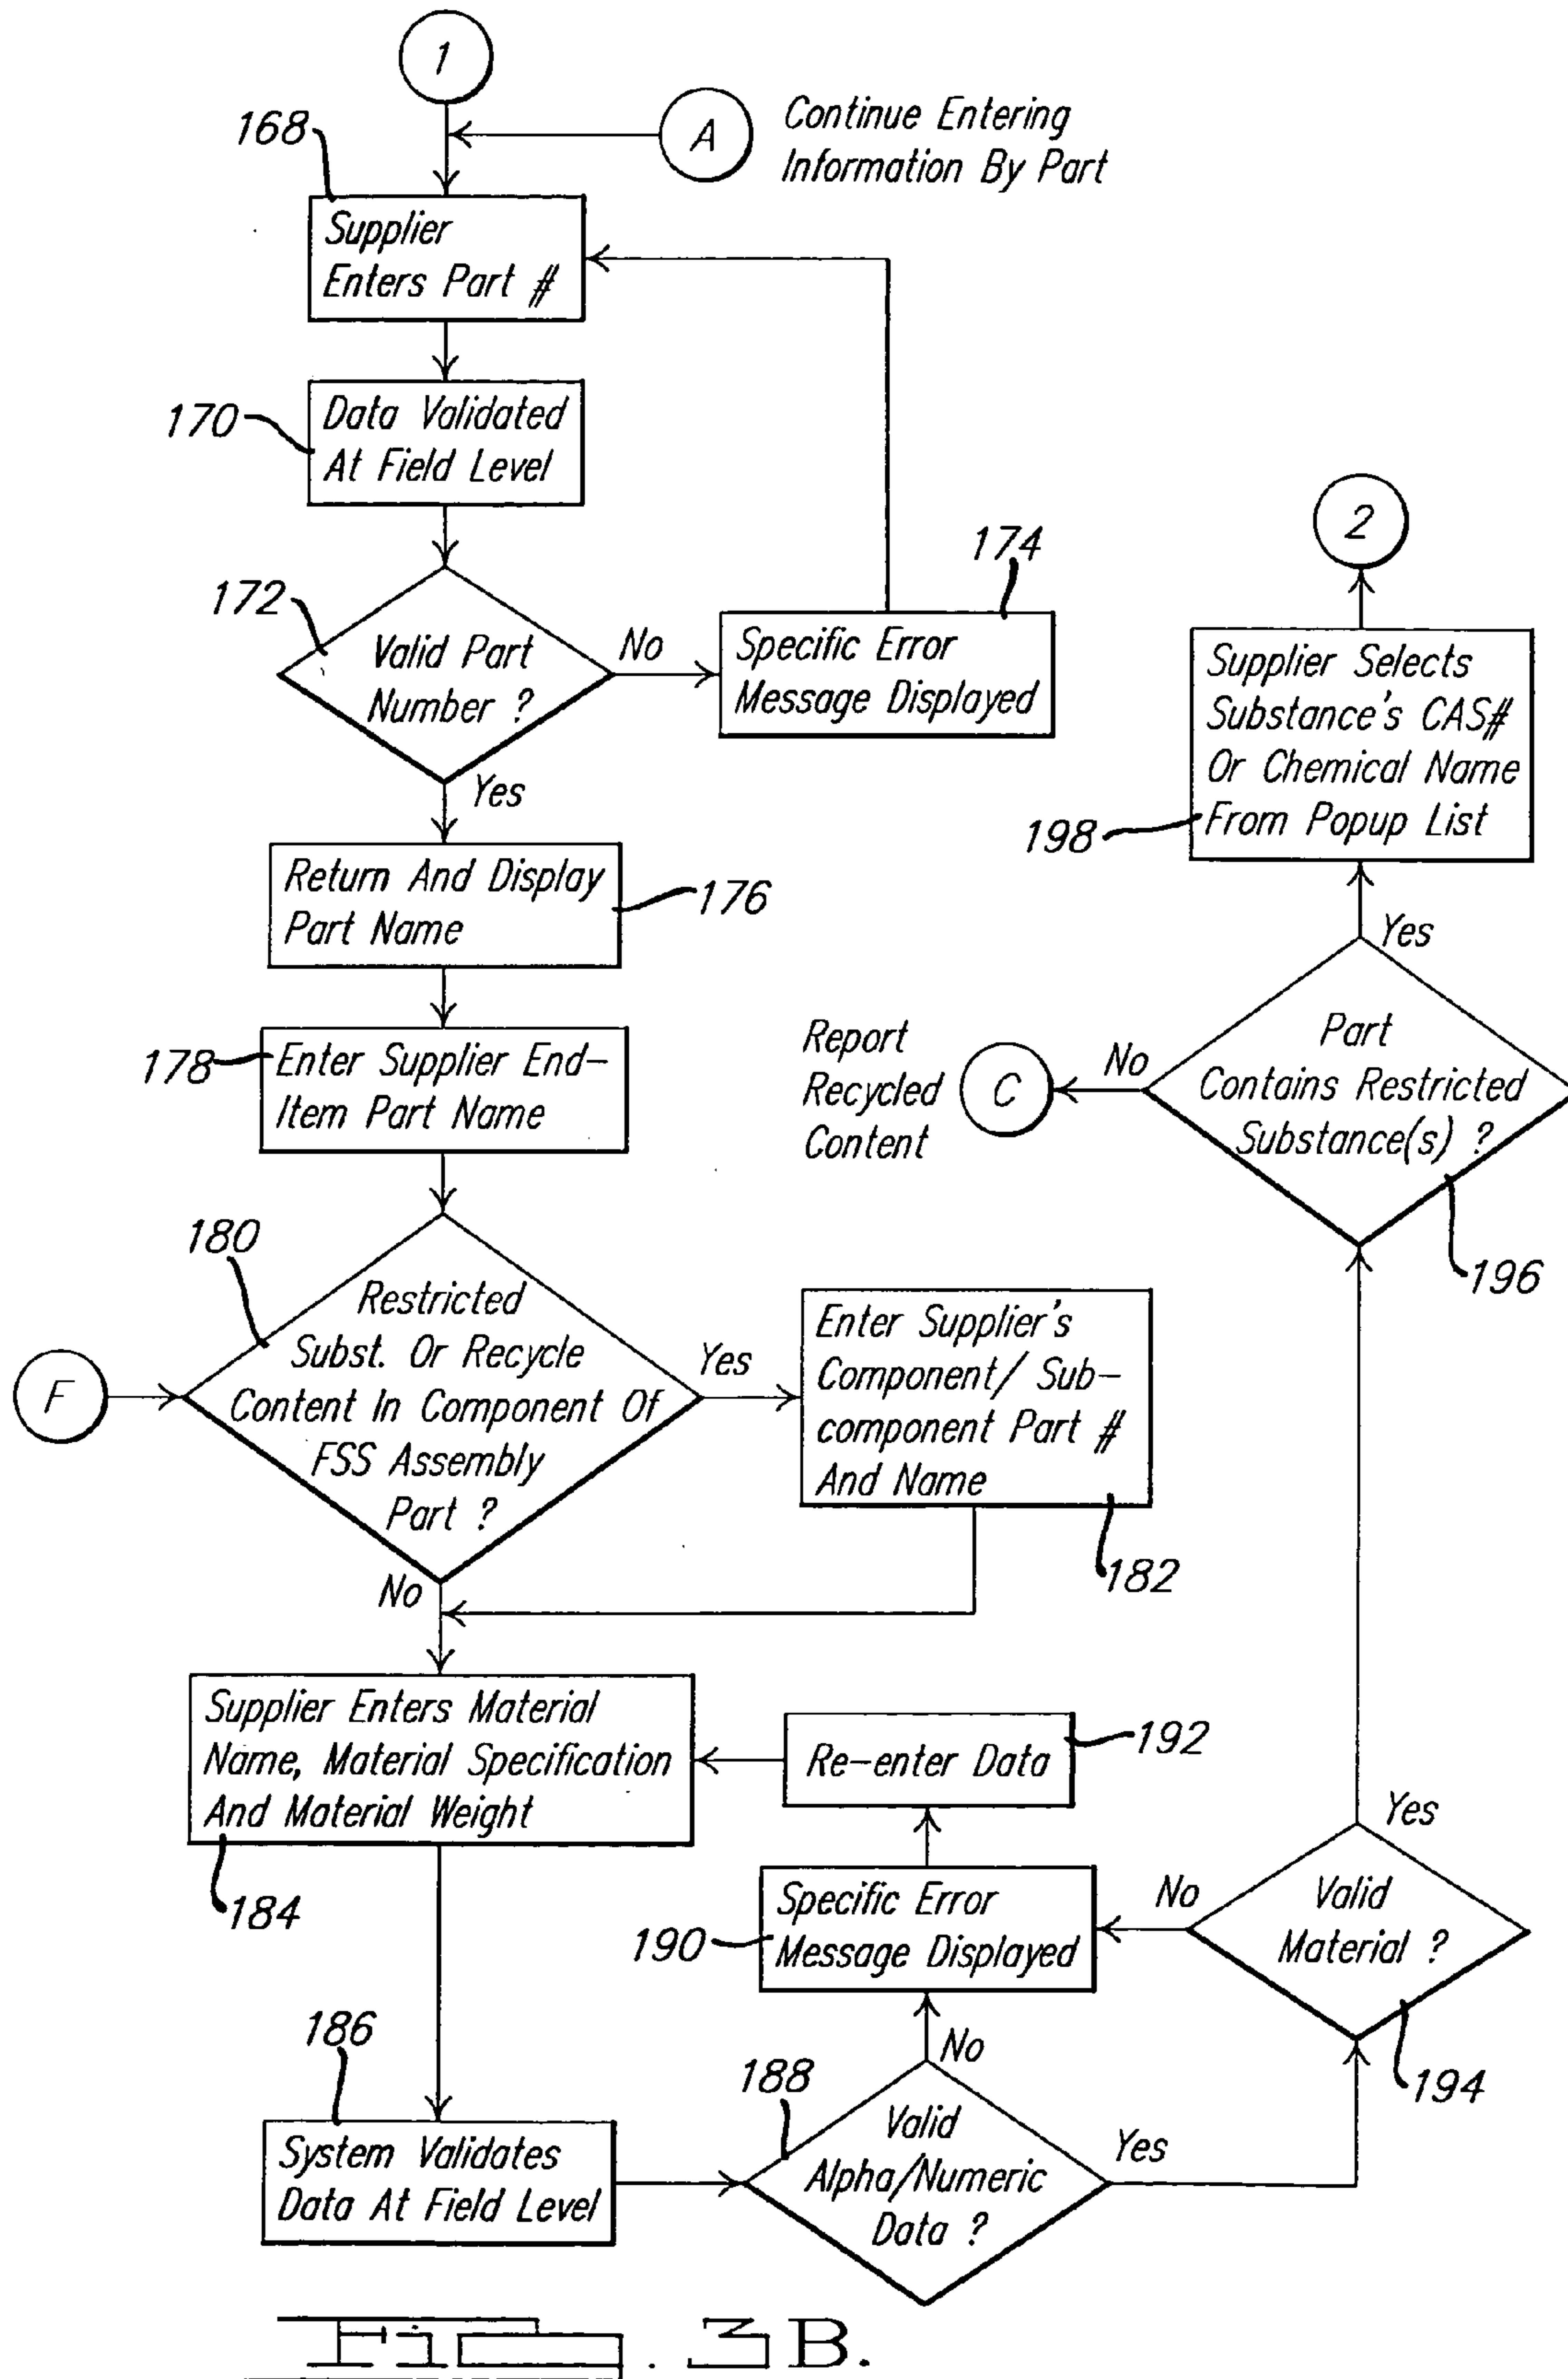 1
A
Continue Entering
Information By Part
168
Supplier
Enters Part #
170
Data Validated
At Field Level
172
Valid Part
Number ?
No
174
Specific Error
Message Displayed
Yes
Return And Display
Part Name
176
178
Enter Supplier End-
Item Part Name
180
F
Restricted
Subst. Or Recycle
Content In Component Of
FSS Assembly
Part ?
Yes
Enter Supplier's
Component/ Sub-
component Part #
And Name
182
No
Supplier Enters Material
Name, Material Specification
And Material Weight
184
Re-enter Data
192
190
Specific Error
Message Displayed
186
System Validates
Data At Field Level
188
Valid
Alpha/Numeric
Data ?
No
Yes
Valid
Material ?
No
Yes
194
Part
Contains Restricted
Substance(s) ?
196
No
C
Report
Recycled
Content
Yes
Supplier Selects
Substance's CAS#
Or Chemical Name
From Popup List
198
2
FIG. 3B.